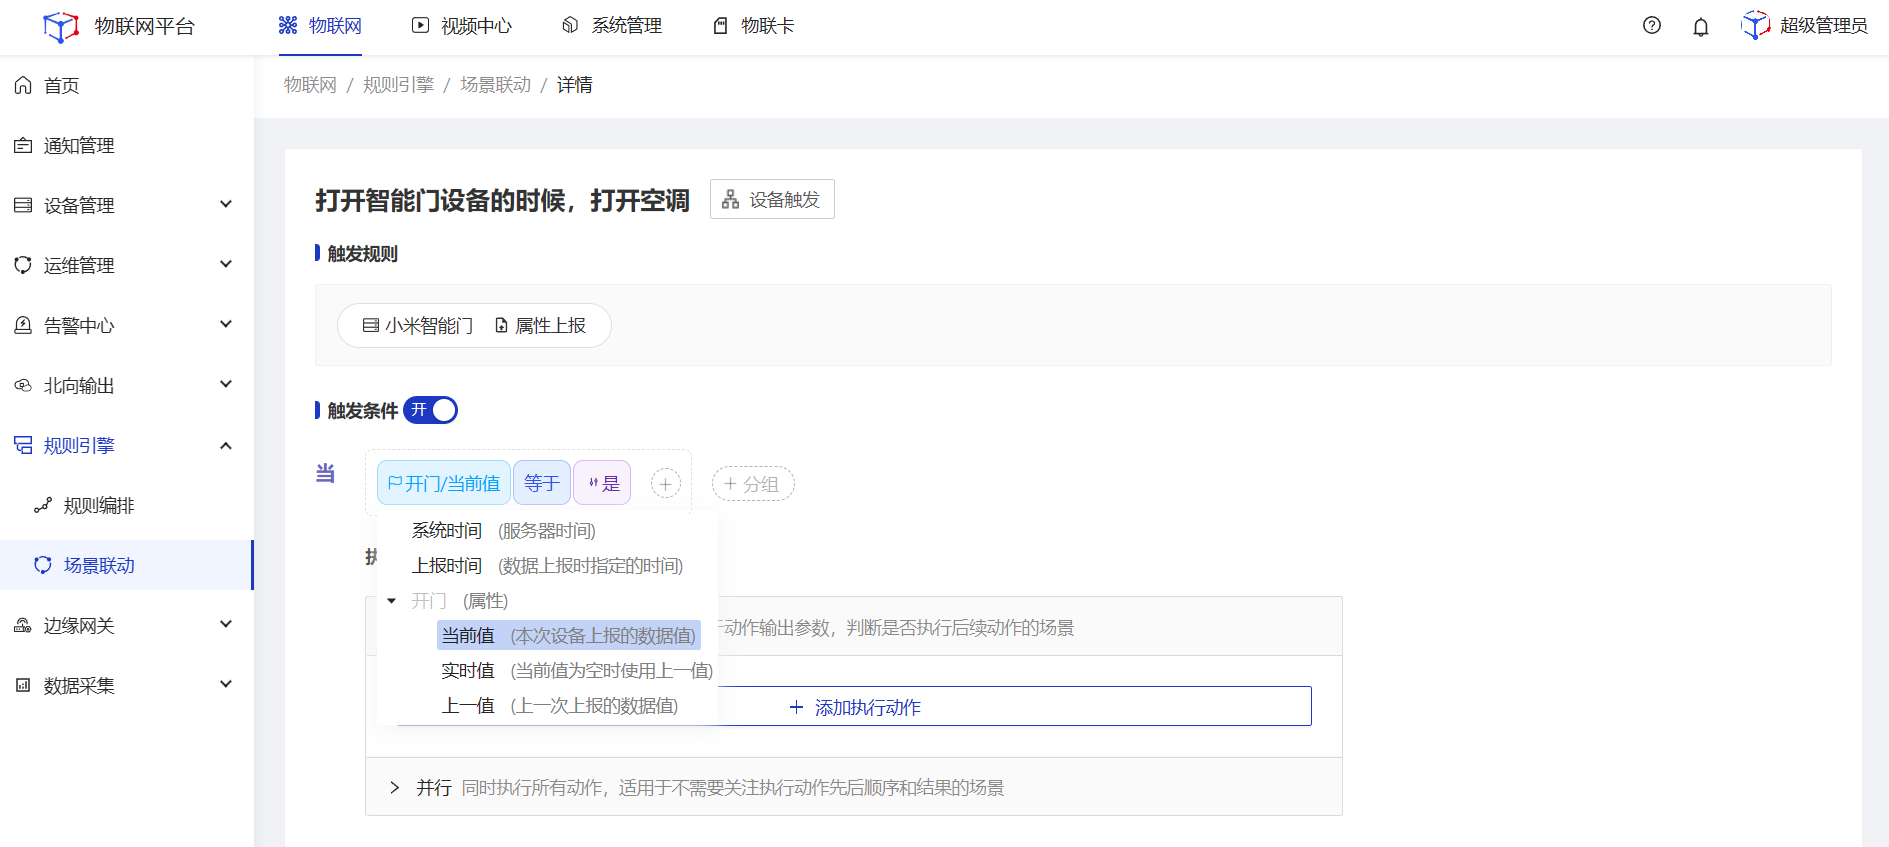 物联网平台
物联网
视频中心
系统管理
物联卡
超级管理员
首页
通知管理
设备管理
运维管理
告警中心
北向输出
规则引擎
规则编排
场景联动
边缘网关
数据采集
物联网 / 规则引擎 / 场景联动 / 详情
打开智能门设备的时候，打开空调
设备触发
触发规则
小米智能门 属性上报
触发条件 开
当
开门/当前值 等于 是
+ 分组
系统时间 (服务器时间)
上报时间 (数据上报时指定的时间)
开门 (属性)
当前值 (本次设备上报的数据值)
实时值 (当前值为空时使用上一值)
上一值 (上一次上报的数据值)
动作输出参数，判断是否执行后续动作的场景
+ 添加执行动作
并行 同时执行所有动作，适用于不需要关注执行动作先后顺序和结果的场景